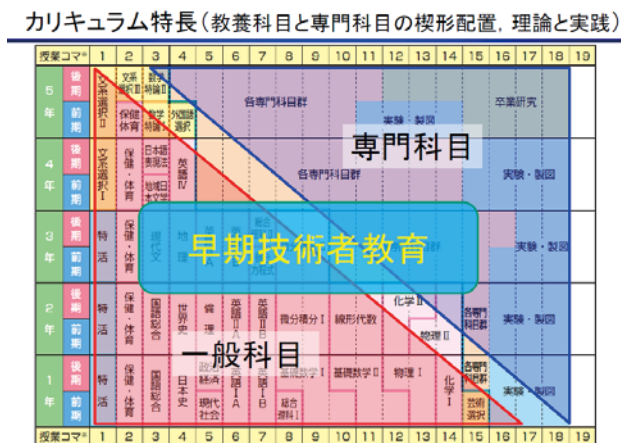 カリキュラム特長(教養科目と専門科目の楔形配置, 理論と実践)
授業コマ* 1 2 3 4 5 6 7 8 9 10 11 12 13 14 15 16 17 18 19
5年 後期 前期
文系選択Ⅱ
文系選択Ⅲ
数学特論Ⅱ
保健体育
外国語選択
各専門科目群
実験・製図
卒業研究
専門科目
4年 後期 前期
文系選択Ⅰ
保健・体育
日本語表現法
地域日本文学
英語Ⅳ
各専門科目群
実験・製図
3年 後期 前期
特活
保健・体育
現代文
地理
早期技術者教育
実験・製図
2年 後期 前期
特活
保健・体育
国語総合
世界史
倫理
英語ⅡA
英語ⅡB
微分積分Ⅰ
線形代数
化学Ⅱ
物理Ⅱ
各専門科目群
実験・製図
一般科目
1年 後期 前期
特活
保健・体育
国語総合
日本史
政治経済
現代社会
英語ⅠA
英語ⅠB
基礎数学Ⅰ
総合理科Ⅰ
基礎数学Ⅱ
物理Ⅰ
化学Ⅰ
各専門科目群
芸術選択
実験・製図
授業コマ* 1 2 3 4 5 6 7 8 9 10 11 12 13 14 15 16 17 18 19